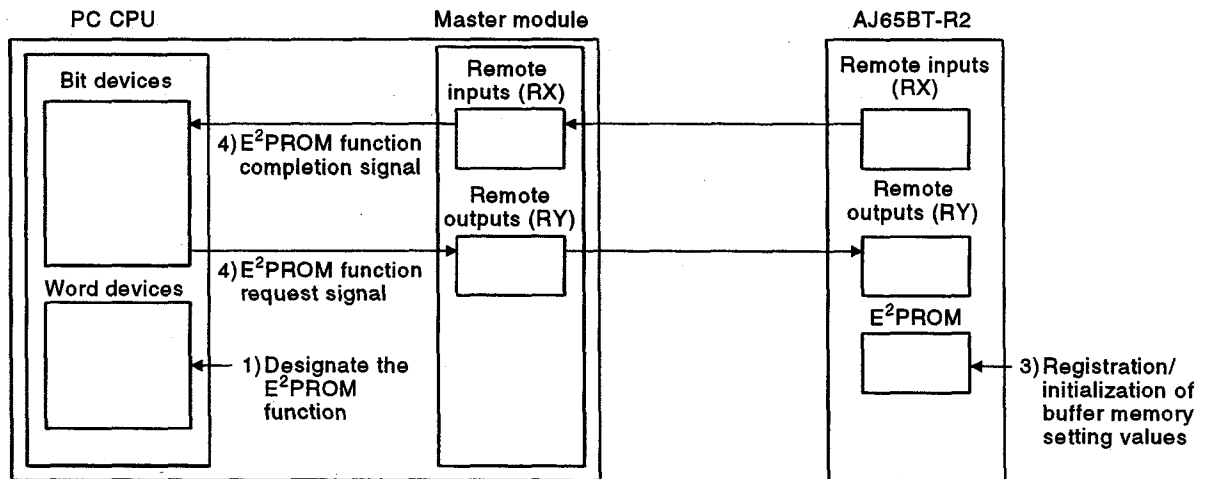 PC CPU
Master module
AJ65BT-R2
Bit devices
Remote
inputs (RX)
Remote inputs
(RX)
4) E²PROM function
completion signal
Remote
outputs (RY)
Remote
outputs (RY)
4) E²PROM function
request signal
Word devices
E²PROM
1) Designate the
E²PROM
function
3) Registration/
initialization of
buffer memory
setting values